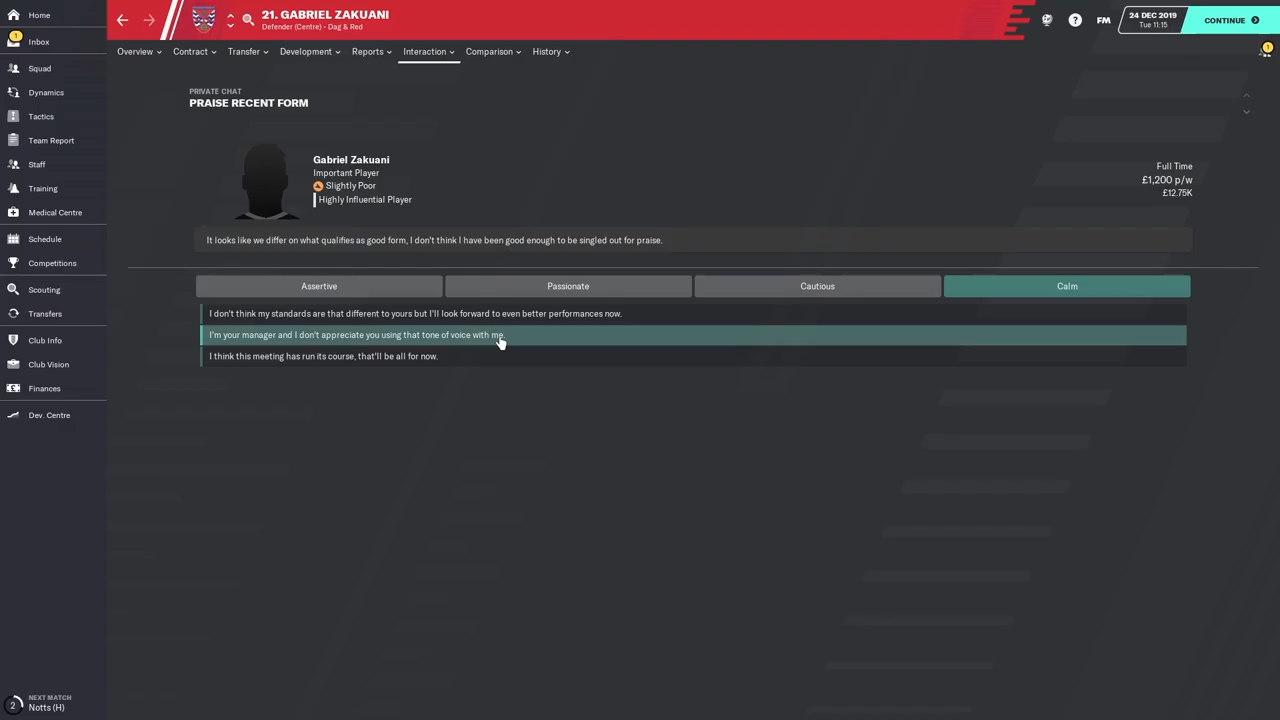 Home
1
Inbox
Squad
Dynamics
Tactics
Team Report
Staff
Training
Medical Centre
Schedule
Competitions
Scouting
Transfers
Club Info
Club Vision
Finances
Dev. Centre
2
NEXT MATCH
Notts (H)
21. GABRIEL ZAKUANI
Defender (Centre) - Dag & Red
FM
24 DEC 2019
Tue 11:15
CONTINUE
Overview
Contract
Transfer
Development
Reports
Interaction
Comparison
History
1
PRIVATE CHAT
PRAISE RECENT FORM
Gabriel Zakuani
Important Player
Slightly Poor
Highly Influential Player
Full Time
£1,200 p/w
£12.75K
It looks like we differ on what qualifies as good form, I don't think I have been good enough to be singled out for praise.
Assertive
Passionate
Cautious
Calm
I don't think my standards are that different to yours but I'll look forward to even better performances now.
I'm your manager and I don't appreciate you using that tone of voice with me.
I think this meeting has run its course, that'll be all for now.